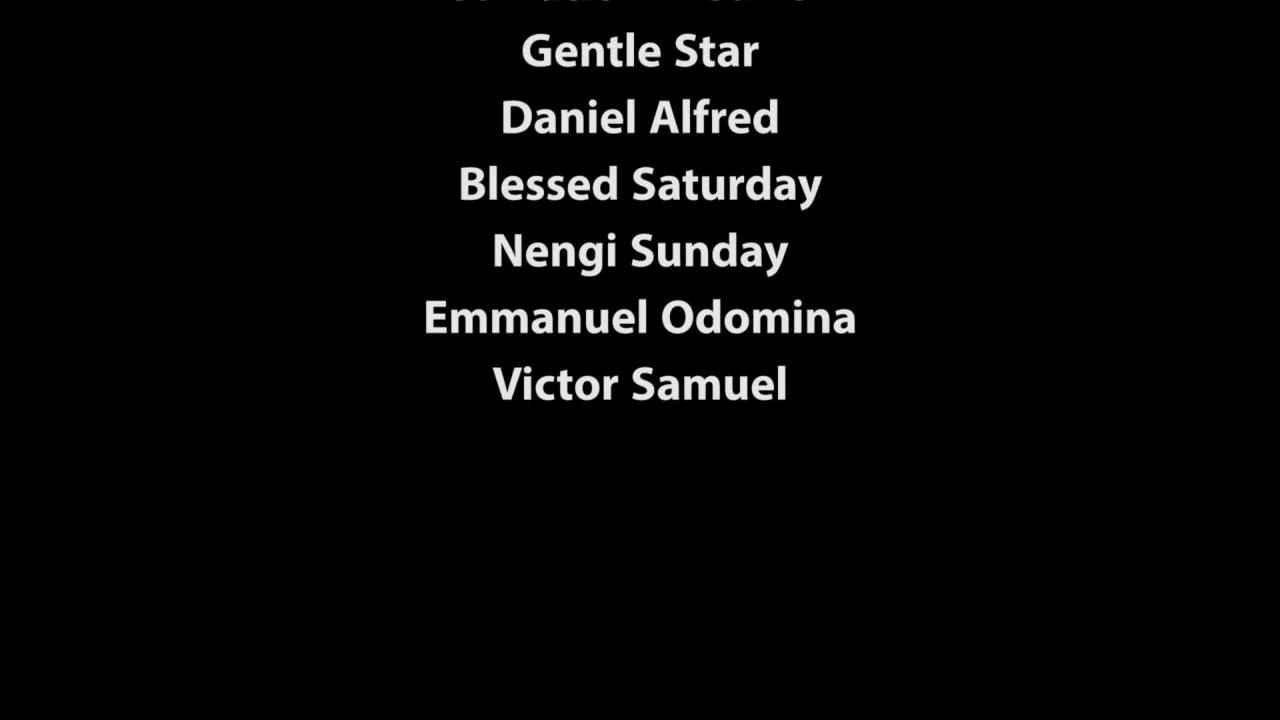 Gentle Star
Daniel Alfred
Blessed Saturday
Nengi Sunday
Emmanuel Odomina
Victor Samuel